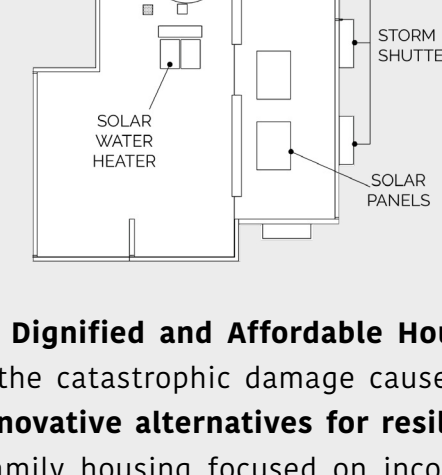 STORM
SHUTTE
SOLAR
WATER
HEATER
SOLAR
PANELS
Dignified and Affordable Hou
the catastrophic damage cause
novative alternatives for resil
amily housing focused on inco